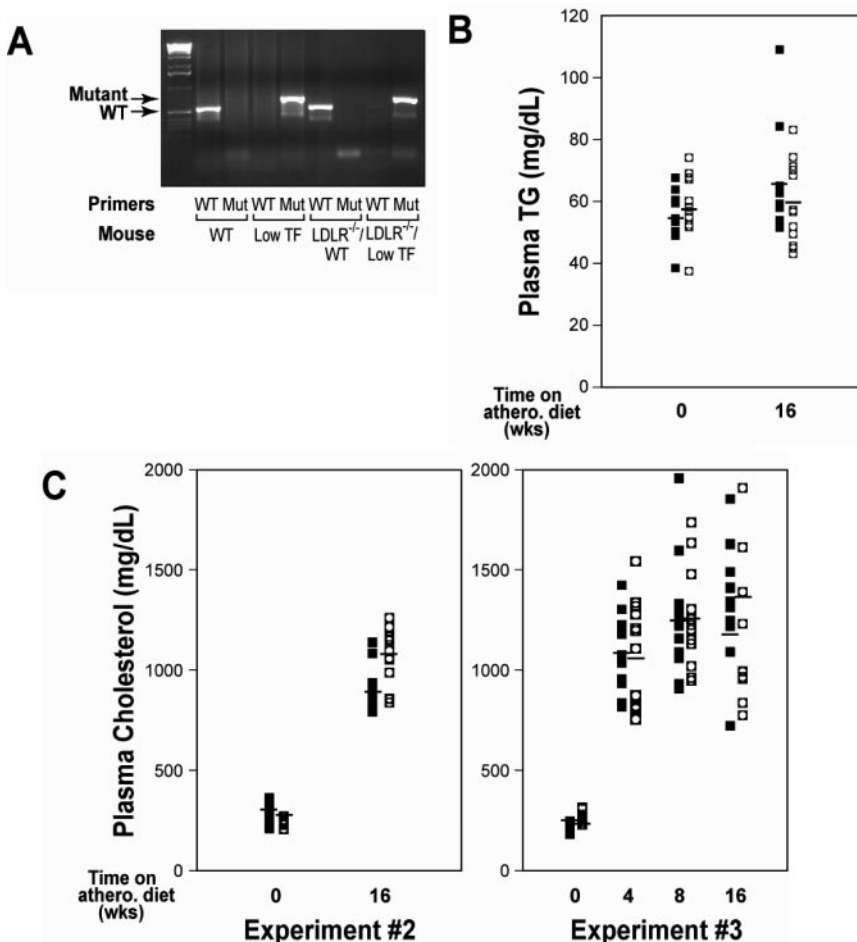 A
Mutant
WT
Primers WT Mut WT Mut WT Mut WT Mut
Mouse WT Low TF LDLR-/-/ WT LDLR-/-/ Low TF
B
Plasma TG (mg/dL)
120
100
80
60
40
20
0
Time on
athero. diet
(wks)
0 16
C
Plasma Cholesterol (mg/dL)
2000
1500
1000
500
0
Time on
athero. diet
(wks)
0 16
Experiment #2
2000
1500
1000
500
0
0 4 8 16
Experiment #3